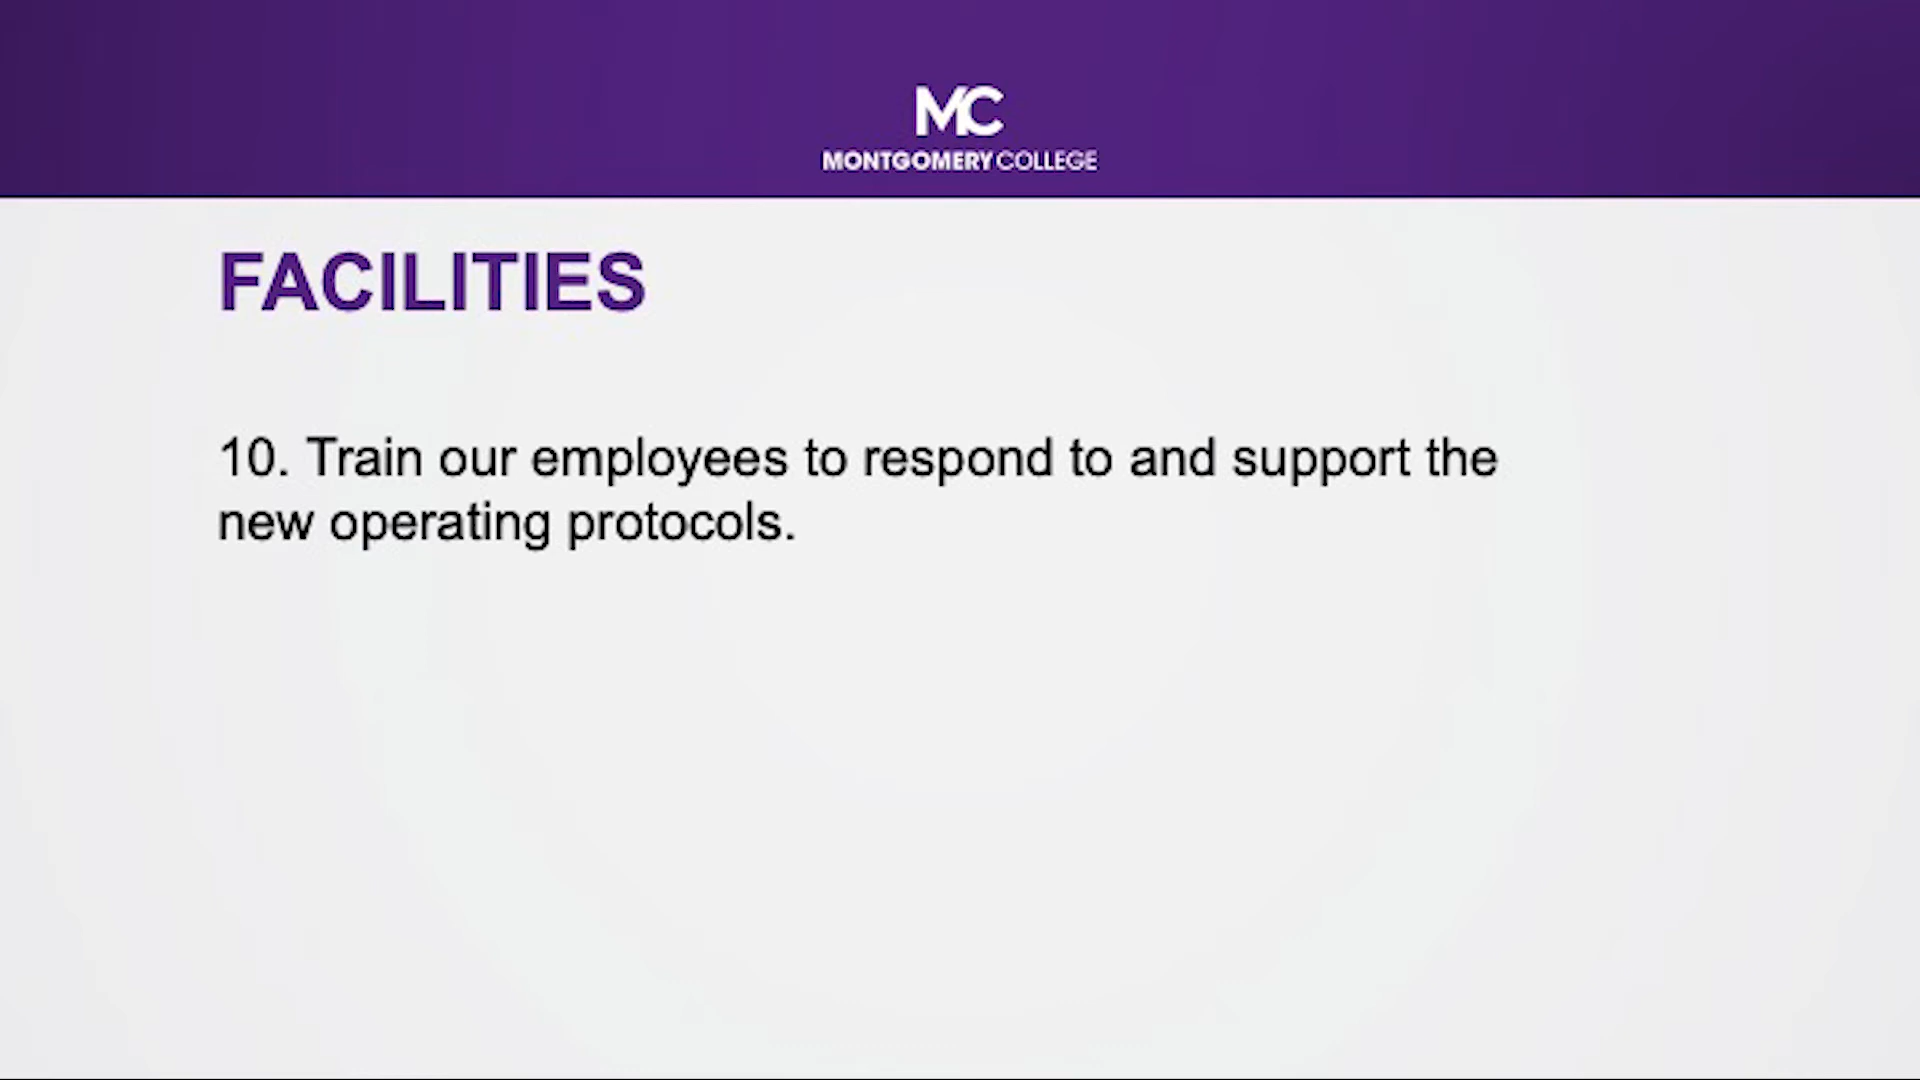 MC
MONTGOMERY COLLEGE
FACILITIES
10. Train our employees to respond to and support the
new operating protocols.